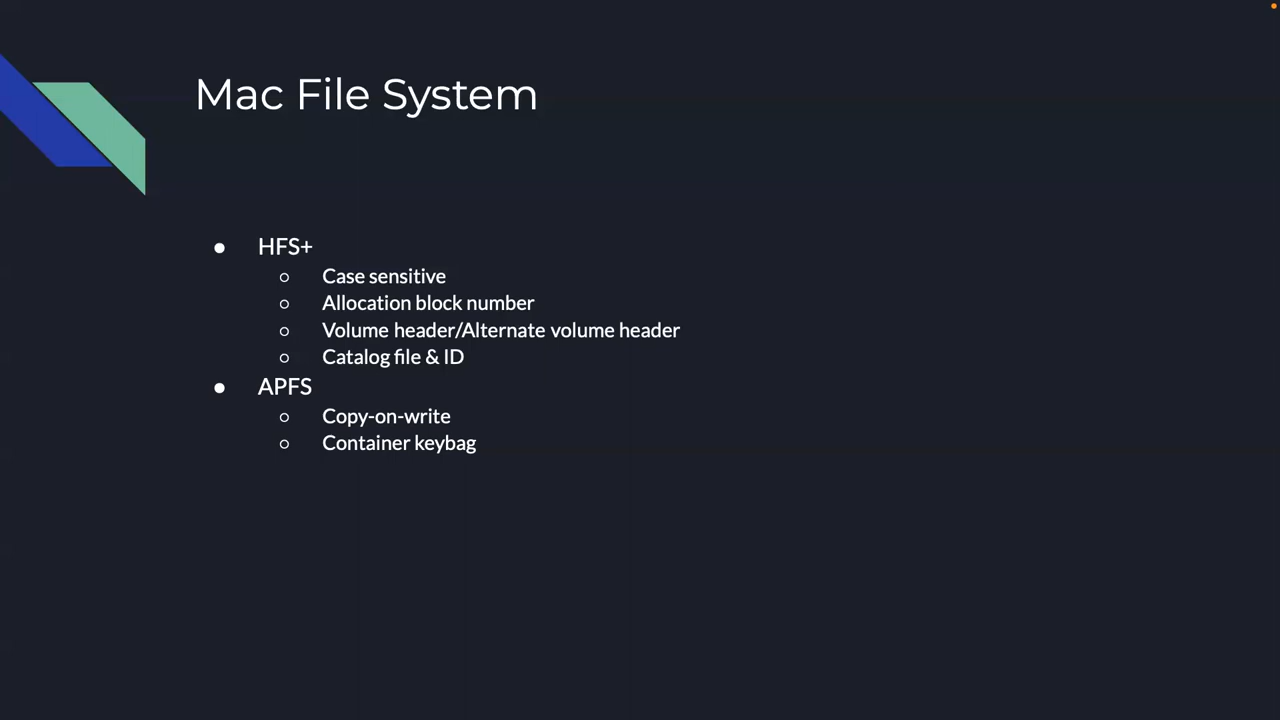 Mac File System
● HFS+
○ Case sensitive
○ Allocation block number
○ Volume header/Alternate volume header
○ Catalog file & ID
● APFS
○ Copy-on-write
○ Container keybag